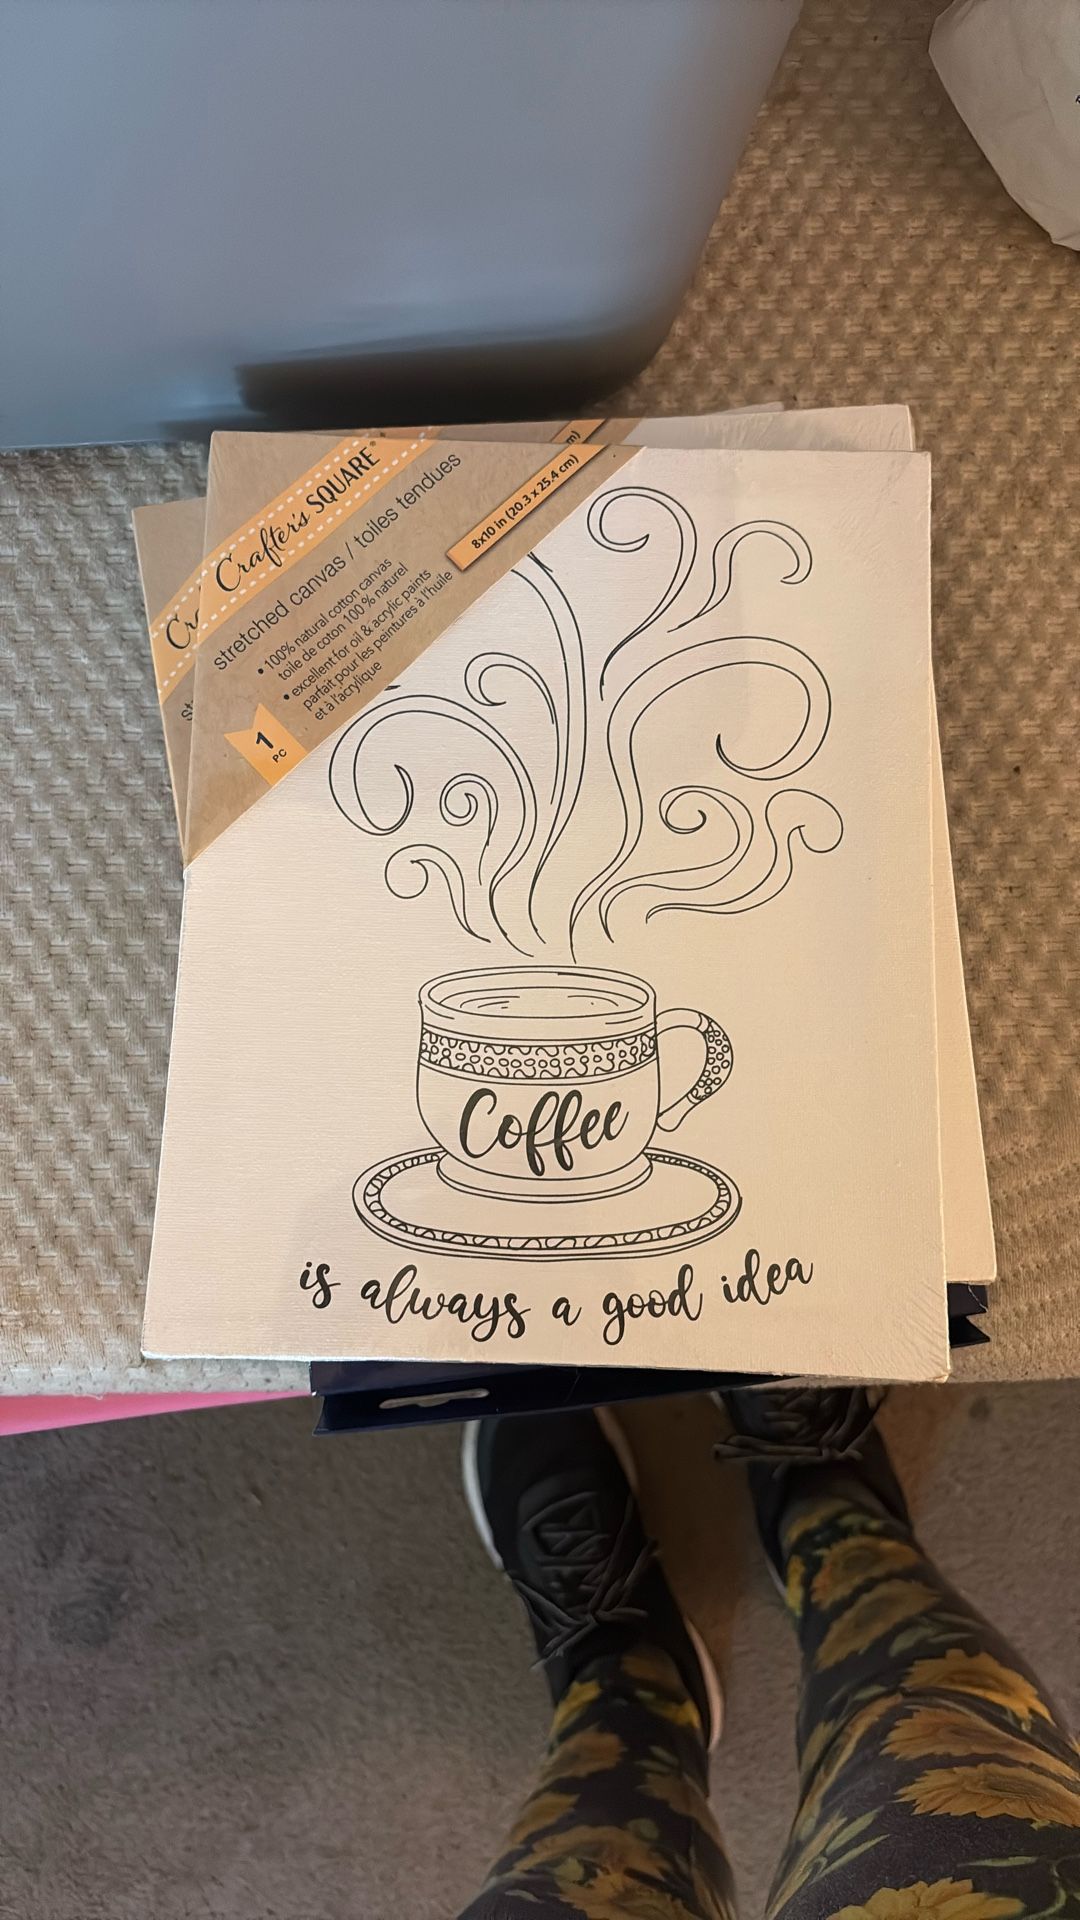 Crafter's SQUARE®
stretched canvas / toiles tendues
• 100% natural cotton canvas
toile de coton 100 % naturel
• excellent for oil & acrylic paints
parfait pour les peintures à l'huile
et à l'acrylique
8x10 in (20.3 x 25.4 cm)
m)
1
PC
Cr
st
Coffee
is always a good idea